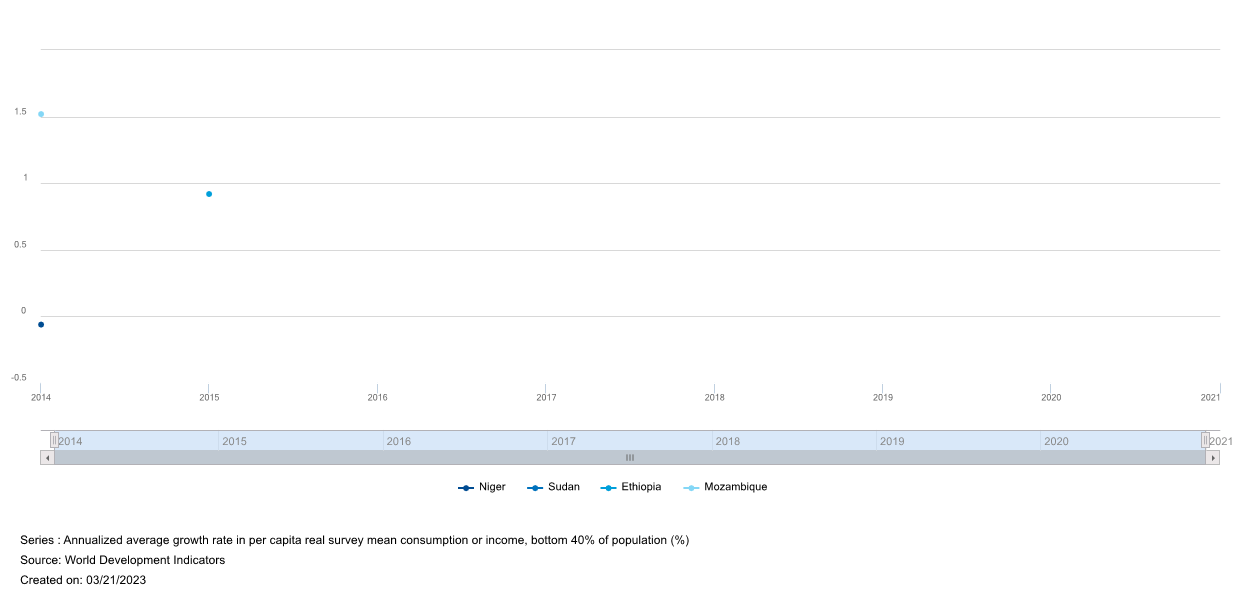 1.5
1
0.5
0
-0.5
2014 2015 2016 2017 2018 2019 2020 2021
2014 2015 2016 2017 2018 2019 2020 2021
Niger Sudan Ethiopia Mozambique
Series : Annualized average growth rate in per capita real survey mean consumption or income, bottom 40% of population (%)
Source: World Development Indicators
Created on: 03/21/2023